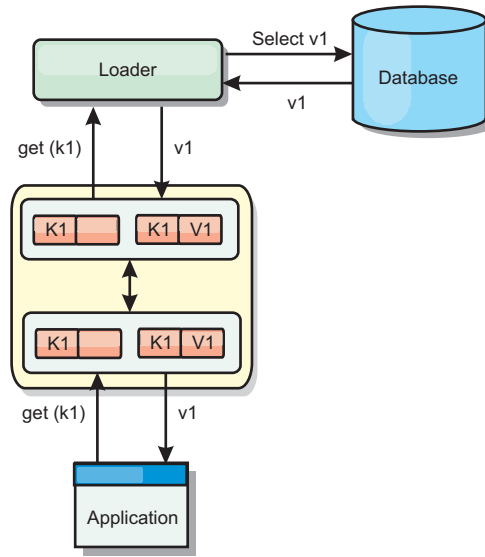 Select v1
Loader
Database
v1
get (k1)
v1
K1
K1 V1
K1
K1 V1
get (k1)
v1
Application